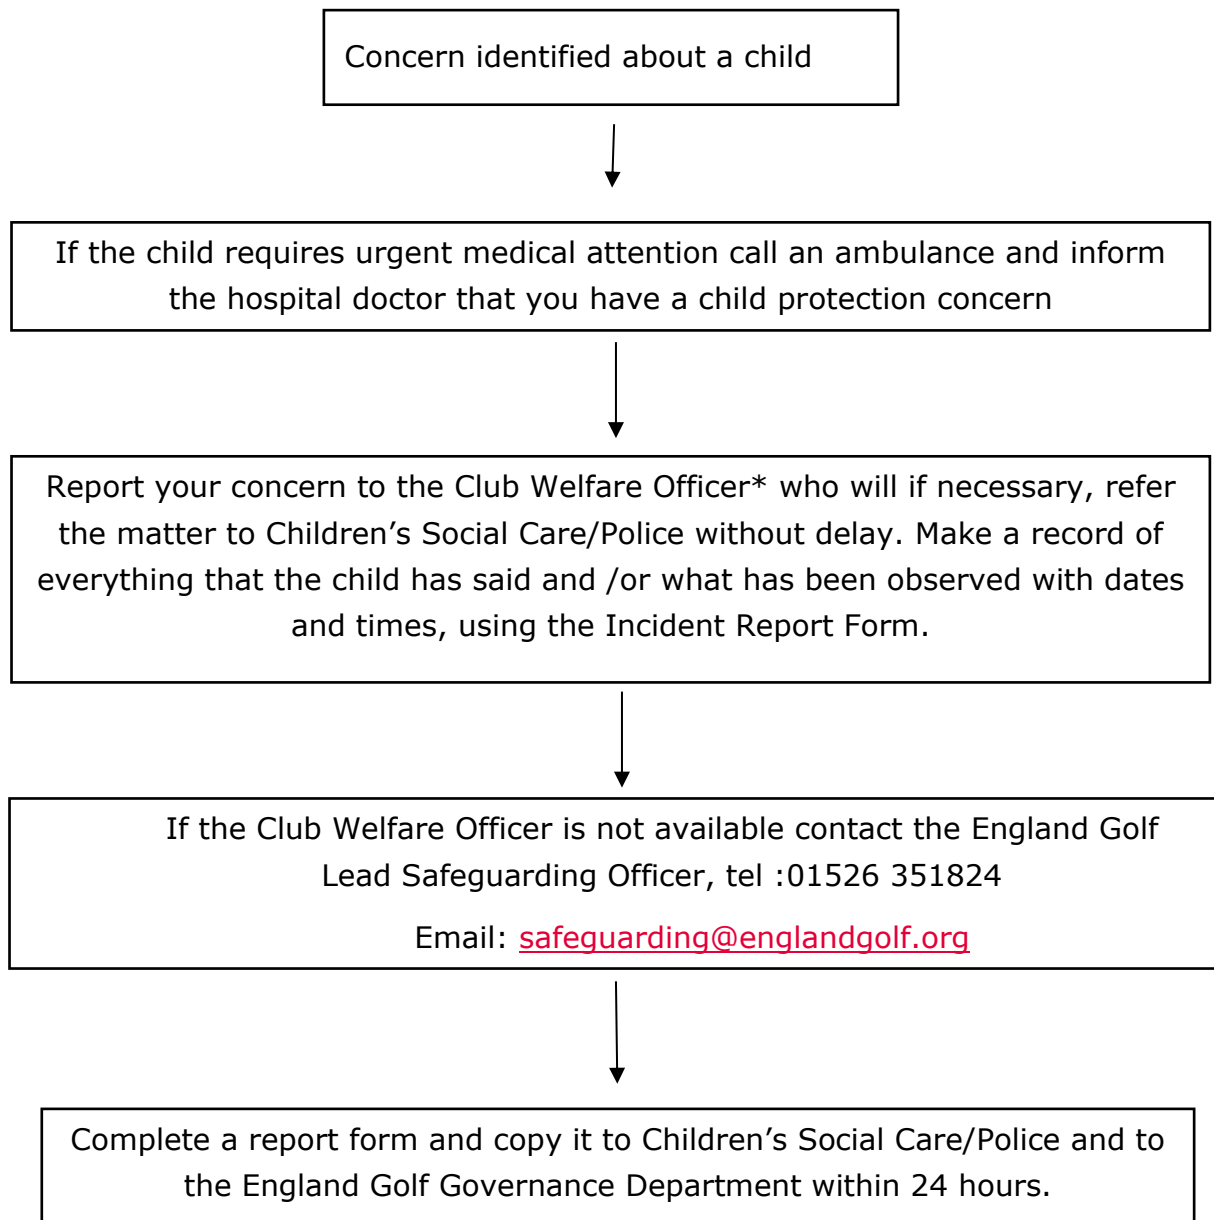 Concern identified about a child
If the child requires urgent medical attention call an ambulance and inform
the hospital doctor that you have a child protection concern
Report your concern to the Club Welfare Officer* who will if necessary, refer
the matter to Children’s Social Care/Police without delay. Make a record of
everything that the child has said and /or what has been observed with dates
and times, using the Incident Report Form.
If the Club Welfare Officer is not available contact the England Golf
Lead Safeguarding Officer, tel :01526 351824
Email: safeguarding@englandgolf.org
Complete a report form and copy it to Children’s Social Care/Police and to
the England Golf Governance Department within 24 hours.